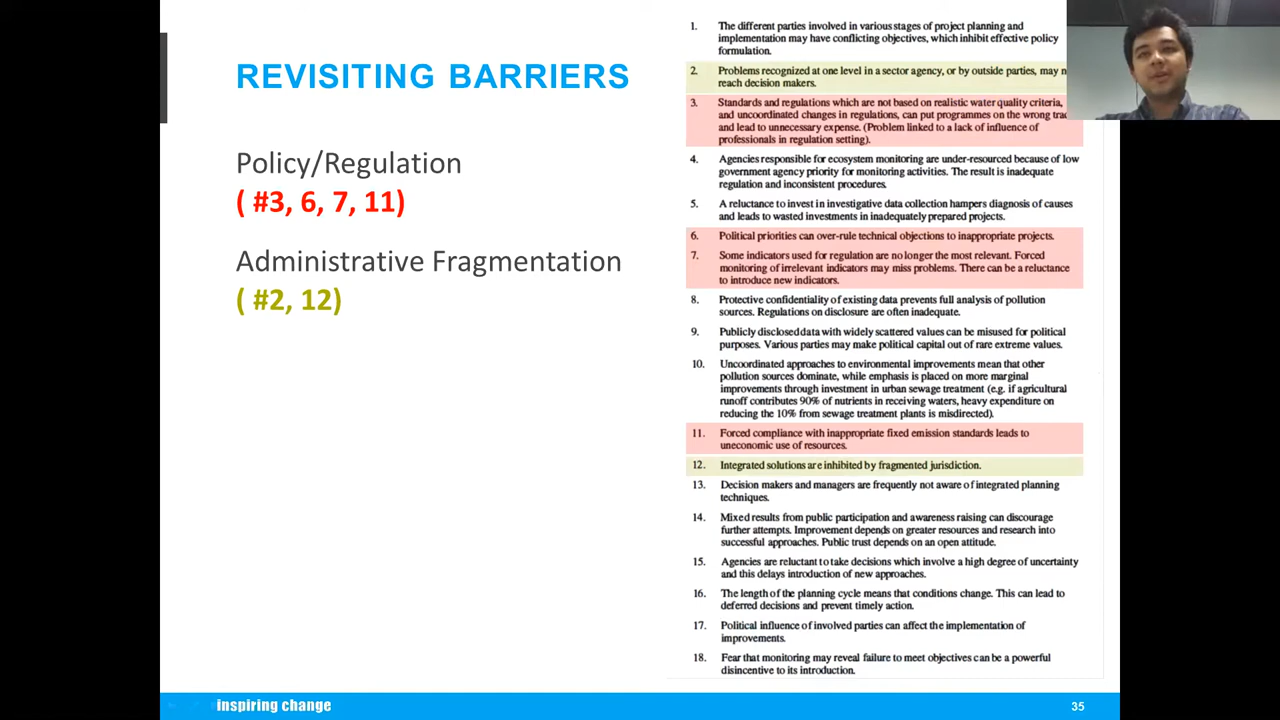 REVISITING BARRIERS
Policy/Regulation
( #3, 6, 7, 11)
Administrative Fragmentation
( #2, 12)
1. The different parties involved in various stages of project planning and
implementation may have conflicting objectives, which inhibit effective policy
formulation.
2. Problems recognized at one level in a sector agency, or by outside parties, may
reach decision makers.
3. Standards and regulations which are not based on realistic water quality criteria,
and uncoordinated changes in regulations, can put programmes on the wrong
and lead to unnecessary expense. (Problem linked to a lack of influence of
professionals in regulation setting).
4. Agencies responsible for ecosystem monitoring are under-resourced because of low
government agency priority for monitoring activities. The result is inadequate
regulation and inconsistent procedures.
5. A reluctance to invest in investigative data collection hampers diagnosis of causes
and leads to wasted investments in inadequately prepared projects.
6. Political priorities can over-rule technical objections to inappropriate projects.
7. Some indicators used for regulation are no longer the most relevant. Forced
monitoring of irrelevant indicators may miss problems. There can be a reluctance
to introduce new indicators.
8. Protective confidentiality of existing data prevents full analysis of pollution
sources. Regulations on disclosure are often inadequate.
9. Publicly disclosed data with widely scattered values can be misused for political
purposes. Various parties may make political capital out of rare extreme values.
10. Uncoordinated approaches to environmental improvements mean that other
pollution sources dominate, while emphasis is placed on more marginal
improvements through investment in urban sewage treatment (e.g. if agricultural
runoff contributes 90% of nutrients in receiving waters, heavy expenditure on
reducing the 10% from sewage treatment plants is misdirected).
11. Forced compliance with inappropriate fixed emission standards leads to
uneconomic use of resources.
12. Integrated solutions are inhibited by fragmented jurisdiction.
13. Decision makers and managers are frequently not aware of integrated planning
techniques.
14. Mixed results from public participation and awareness raising can discourage
further attempts. Improvement depends on greater resources and research into
successful approaches. Public trust depends on an open attitude.
15. Agencies are reluctant to take decisions which involve a high degree of uncertainty
and this delays introduction of new approaches.
16. The length of the planning cycle means that conditions change. This can lead to
deferred decisions and prevent timely action.
17. Political influence of involved parties can affect the implementation of
improvements.
18. Fear that monitoring may reveal failure to meet objectives can be a powerful
disincentive to its introduction.
inspiring change
35